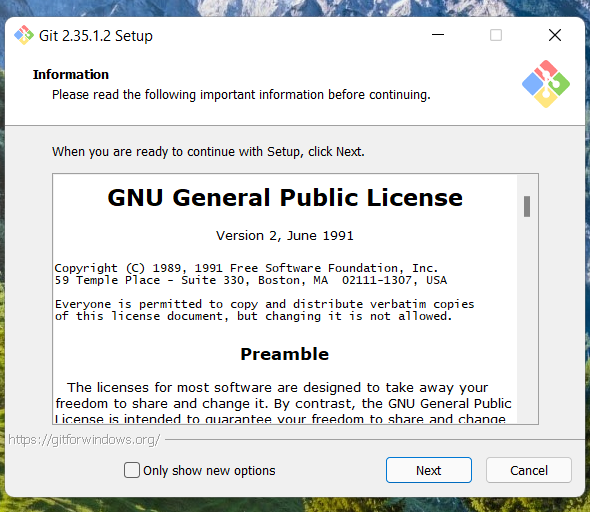 Git 2.35.1.2 Setup
Information
Please read the following important information before continuing.
When you are ready to continue with Setup, click Next.
GNU General Public License
Version 2, June 1991
Copyright (C) 1989, 1991 Free Software Foundation, Inc.
59 Temple Place - Suite 330, Boston, MA  02111-1307, USA
Everyone is permitted to copy and distribute verbatim copies
of this license document, but changing it is not allowed.
Preamble
The licenses for most software are designed to take away your
freedom to share and change it. By contrast, the GNU General Public
License is intended to guarantee your freedom to share and change
https://gitforwindows.org/
Only show new options
Next
Cancel